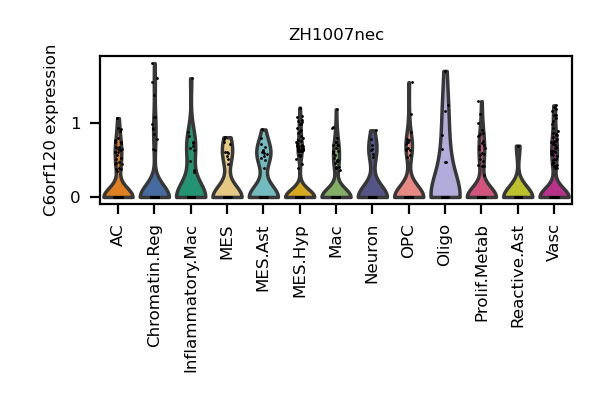 ZH1007nec
C6orf120 expression
1
0
AC
Chromatin.Reg
Inflammatory.Mac
MES
MES.Ast
MES.Hyp
Mac
Neuron
OPC
Oligo
Prolif.Metab
Reactive.Ast
Vasc